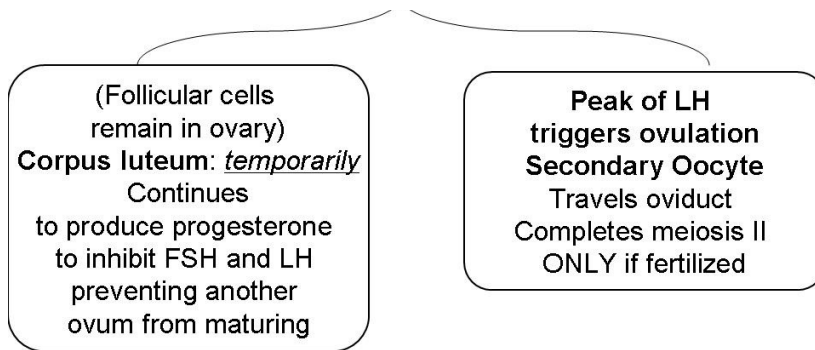 (Follicular cells
remain in ovary)
Corpus luteum: temporarily
Continues
to produce progesterone
to inhibit FSH and LH
preventing another
ovum from maturing
Peak of LH
triggers ovulation
Secondary Oocyte
Travels oviduct
Completes meiosis II
ONLY if fertilized